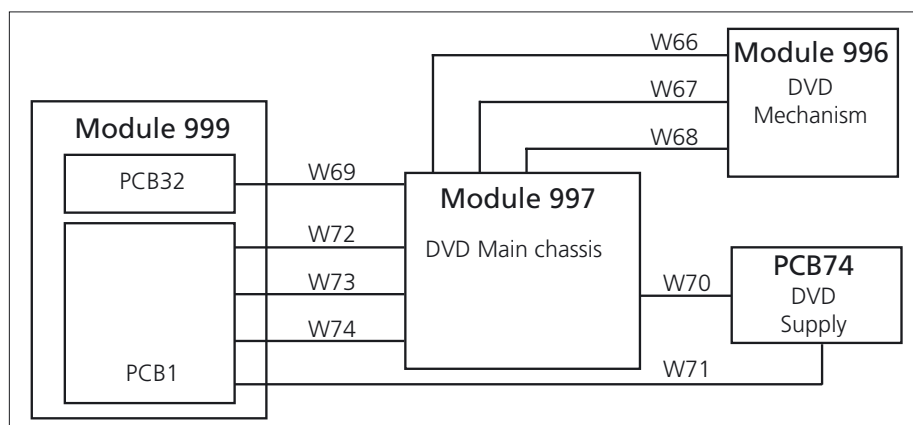 W66
Module 996
DVD
Mechanism
W67
W68
Module 999
PCB32
W69
Module 997
DVD Main chassis
W72
W73
W74
PCB1
W70
PCB74
DVD
Supply
W71